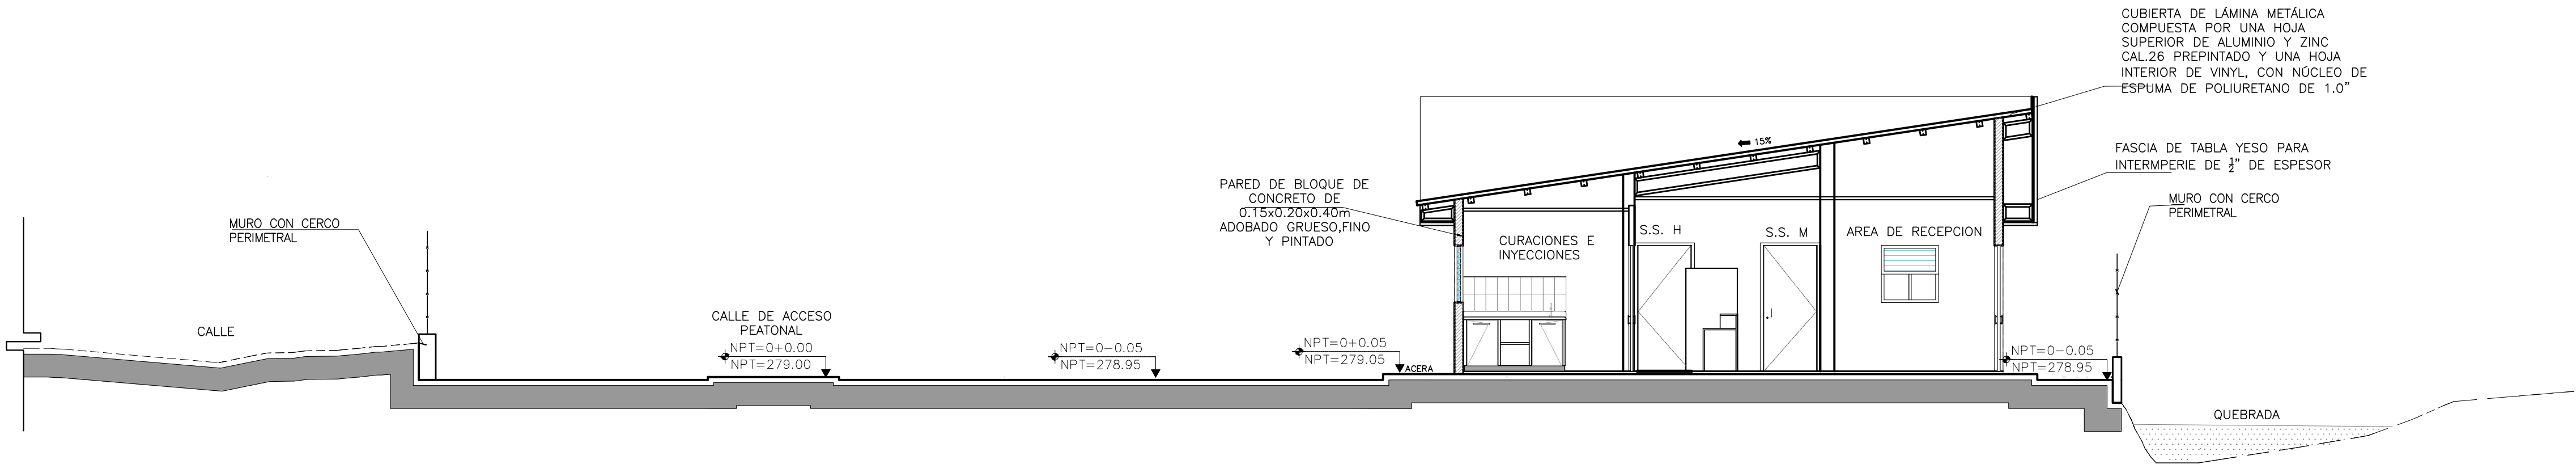 CUBIERTA DE LÁMINA METÁLICA
COMPUESTA POR UNA HOJA
SUPERIOR DE ALUMINIO Y ZINC
CAL.26 PREPINTADO Y UNA HOJA
INTERIOR DE VINYL, CON NÚCLEO DE
ESPUMA DE POLIURETANO DE 1.0"
15%
FASCIA DE TABLA YESO PARA
INTERMPERIE DE ½" DE ESPESOR
PARED DE BLOQUE DE
CONCRETO DE
0.15x0.20x0.40m
ADOBADO GRUESO,FINO
Y PINTADO
MURO CON CERCO
PERIMETRAL
MURO CON CERCO
PERIMETRAL
CURACIONES E
INYECCIONES
S.S. H
S.S. M
AREA DE RECEPCION
CALLE
CALLE DE ACCESO
PEATONAL
NPT=0+0.00
NPT=279.00
NPT=0-0.05
NPT=278.95
NPT=0+0.05
NPT=279.05
ACERA
NPT=0-0.05
NPT=278.95
QUEBRADA